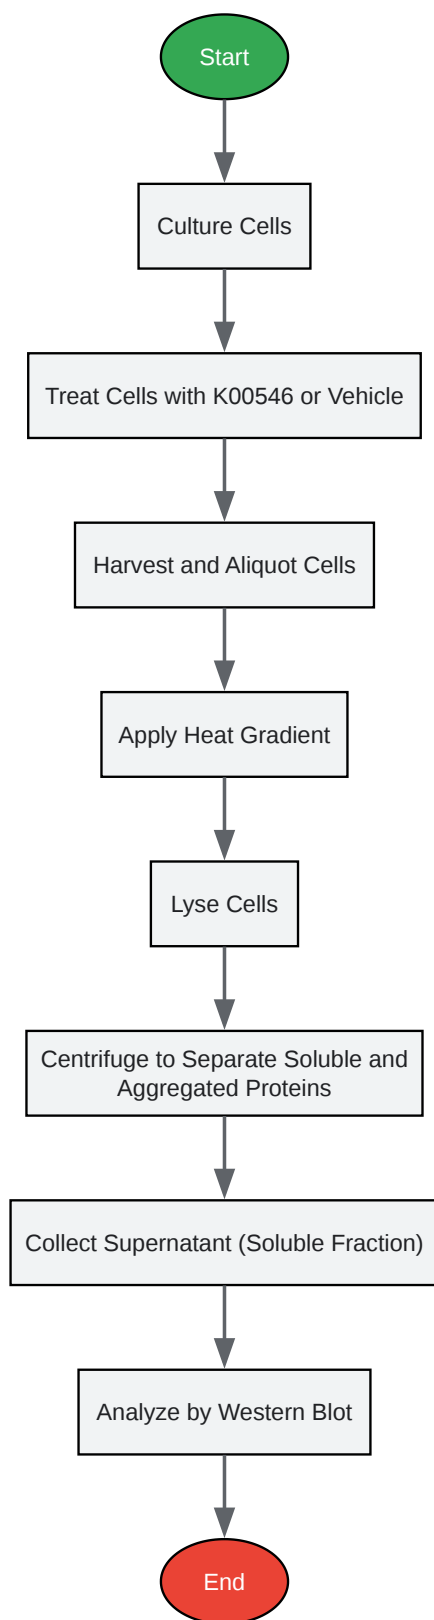 Start
Culture Cells
Treat Cells with K00546 or Vehicle
Harvest and Aliquot Cells
Apply Heat Gradient
Lyse Cells
Centrifuge to Separate Soluble and
Aggregated Proteins
Collect Supernatant (Soluble Fraction)
Analyze by Western Blot
End